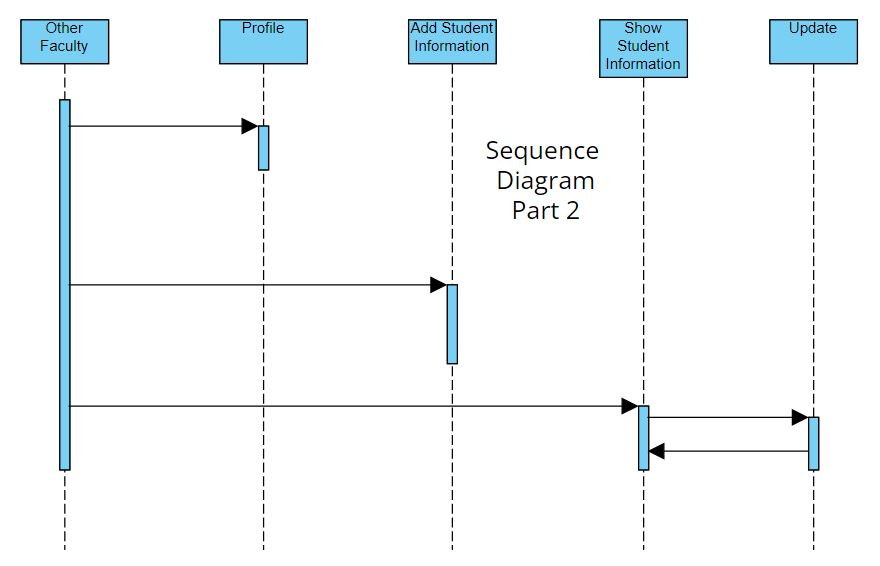 Other
Faculty
Profile
Add Student
Information
Show
Student
Information
Update
Sequence
Diagram
Part 2